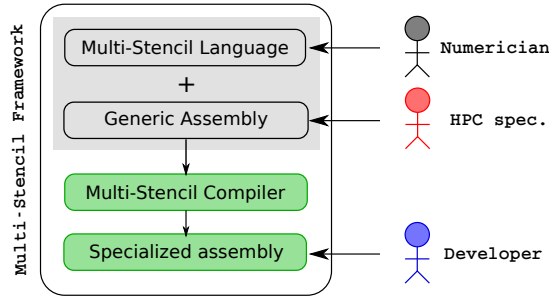 Multi-Stencil Framework
Multi-Stencil Language
+
Generic Assembly
Multi-Stencil Compiler
Specialized assembly
Numerician
HPC spec.
Developer